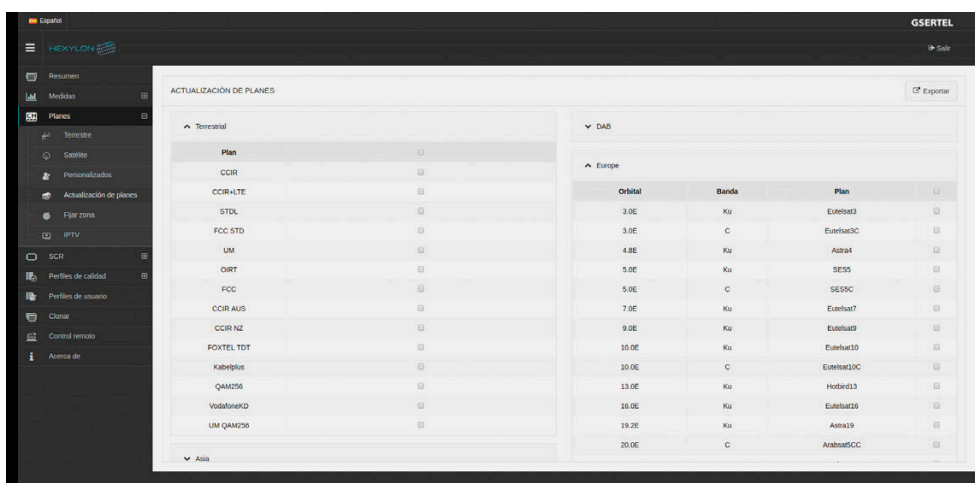 Español
GSERTEL
HEXYLON
Salir
Resumen
Medidas
Planes
Terrestre
Satélite
Personalizados
Actualización de planes
Fijar zona
IPTV
SCR
Perfiles de calidad
Perfiles de usuario
Clonar
Control remoto
Acerca de
ACTUALIZACIÓN DE PLANES
Exportar
Terrestrial
Plan
CCIR
CCIR+LTE
STDL
FCC STD
UM
OIRT
FCC
CCIR AUS
CCIR NZ
FOXTEL TDT
Kabelplus
QAM256
VodafoneKD
UM QAM256
Asia
DAB
Europe
Orbital Banda Plan
3.0E Ku Eutelsat3
3.0E C Eutelsat3C
4.8E Ku Astra4
5.0E Ku SES5
5.0E C SES5C
7.0E Ku Eutelsat7
9.0E Ku Eutelsat9
10.0E Ku Eutelsat10
10.0E C Eutelsat10C
13.0E Ku Hotbird13
16.0E Ku Eutelsat16
19.2E Ku Astra19
20.0E C Arabsat5CC